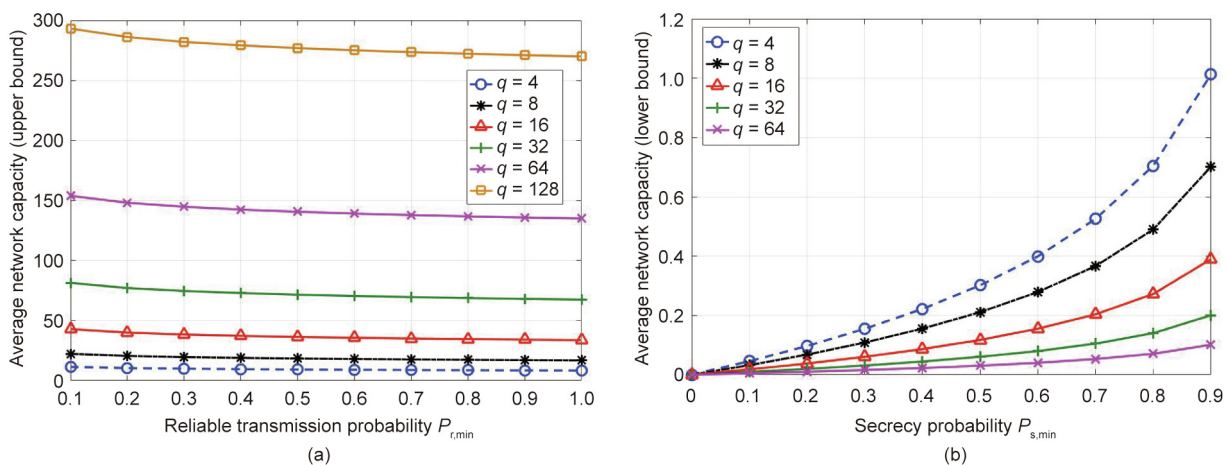 300
250
200
150
100
50
0
Average network capacity (upper bound)
q = 4
q = 8
q = 16
q = 32
q = 64
q = 128
0.1 0.2 0.3 0.4 0.5 0.6 0.7 0.8 0.9 1.0
Reliable transmission probability Pr,min
(a)
1.2
1.0
0.8
0.6
0.4
0.2
0
Average network capacity (lower bound)
q = 4
q = 8
q = 16
q = 32
q = 64
0 0.1 0.2 0.3 0.4 0.5 0.6 0.7 0.8 0.9
Secrecy probability Ps,min
(b)